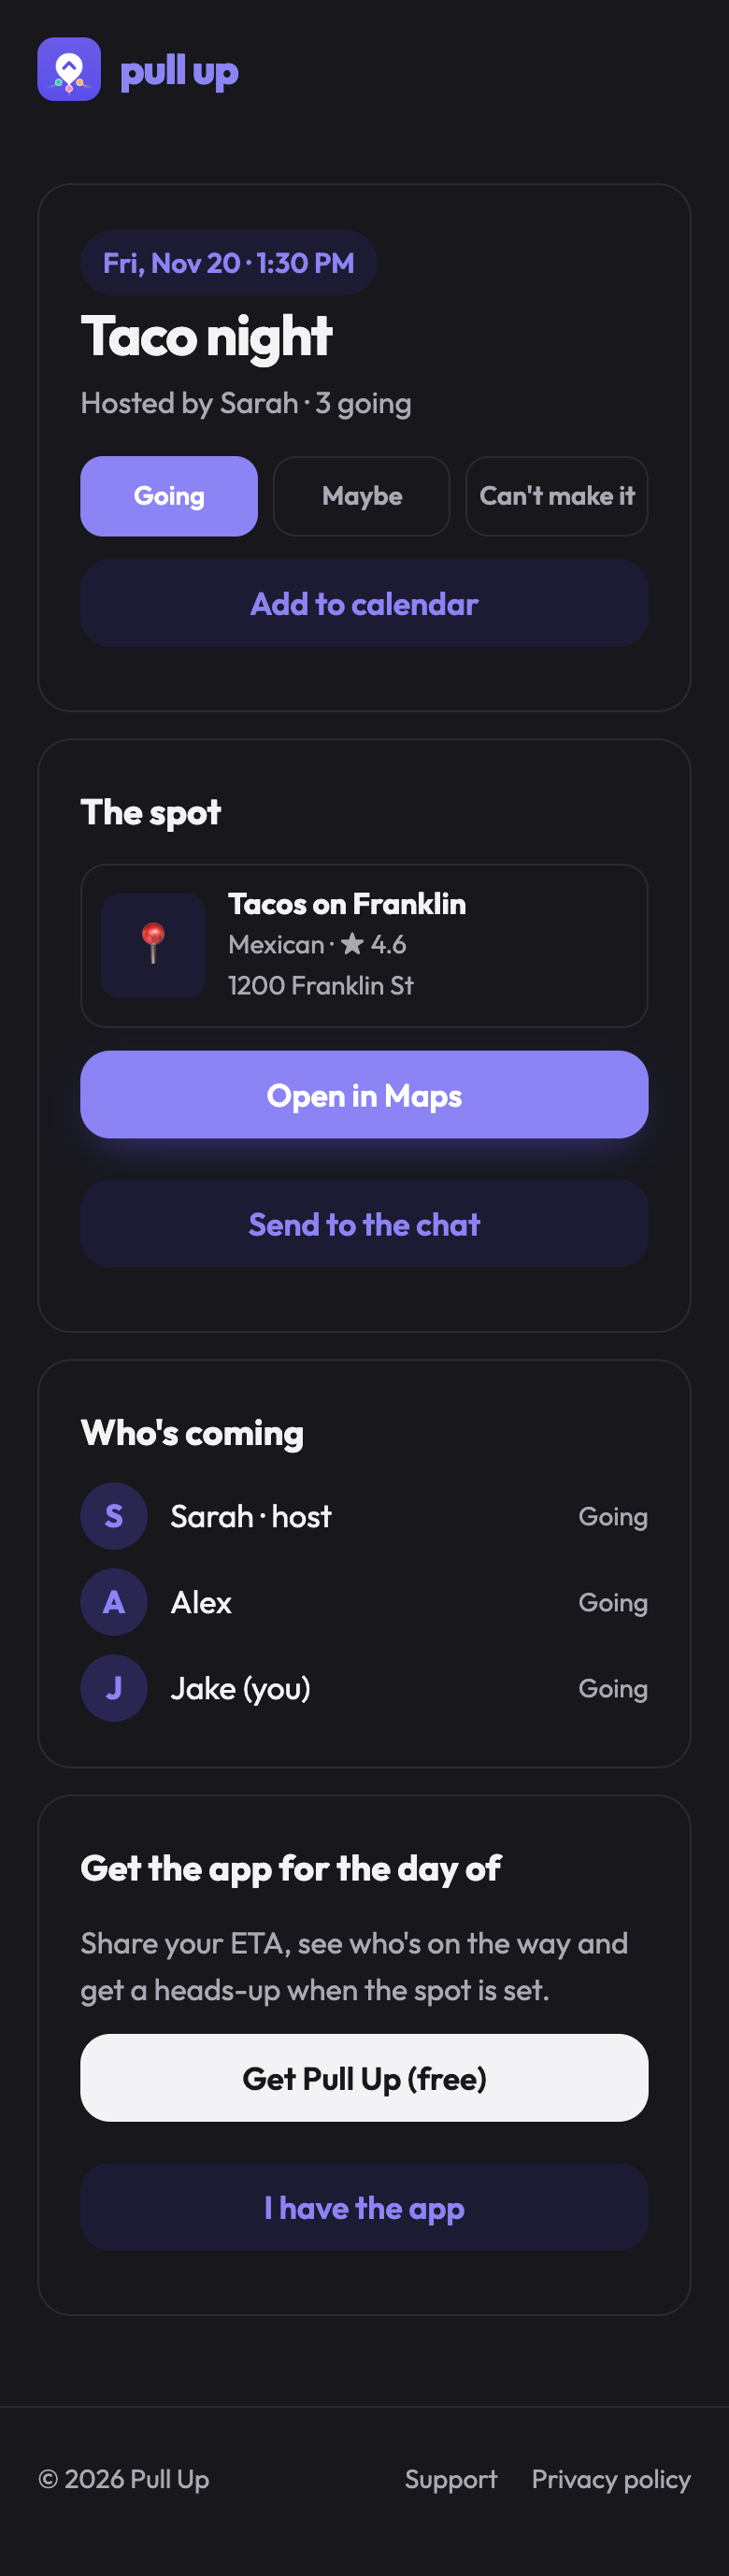 pull up
Fri, Nov 20 · 1:30 PM
Taco night
Hosted by Sarah · 3 going
Going
Maybe
Can't make it
Add to calendar
The spot
Tacos on Franklin
Mexican · ★ 4.6
1200 Franklin St
Open in Maps
Send to the chat
Who's coming
S
Sarah · host
Going
A
Alex
Going
J
Jake (you)
Going
Get the app for the day of
Share your ETA, see who's on the way and
get a heads-up when the spot is set.
Get Pull Up (free)
I have the app
© 2026 Pull Up
Support
Privacy policy